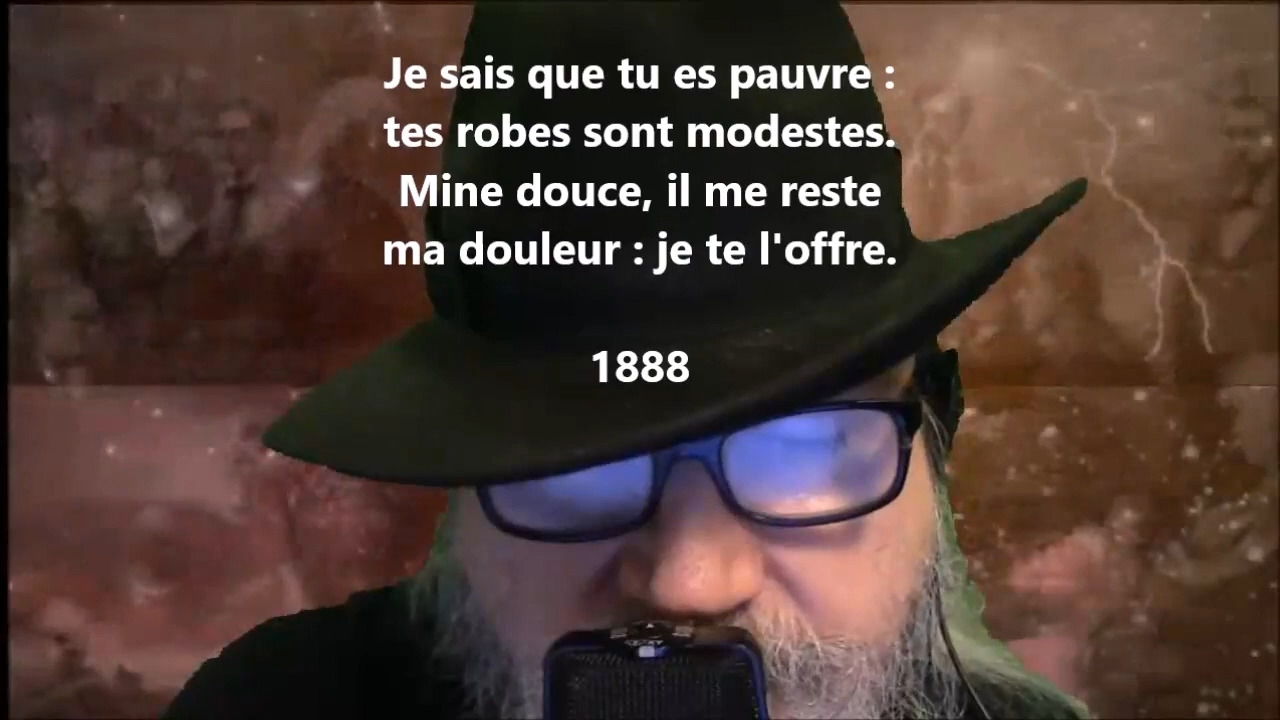 Je sais que tu es pauvre :
tes robes sont modestes.
Mine douce, il me reste
ma douleur : je te l'offre.
1888